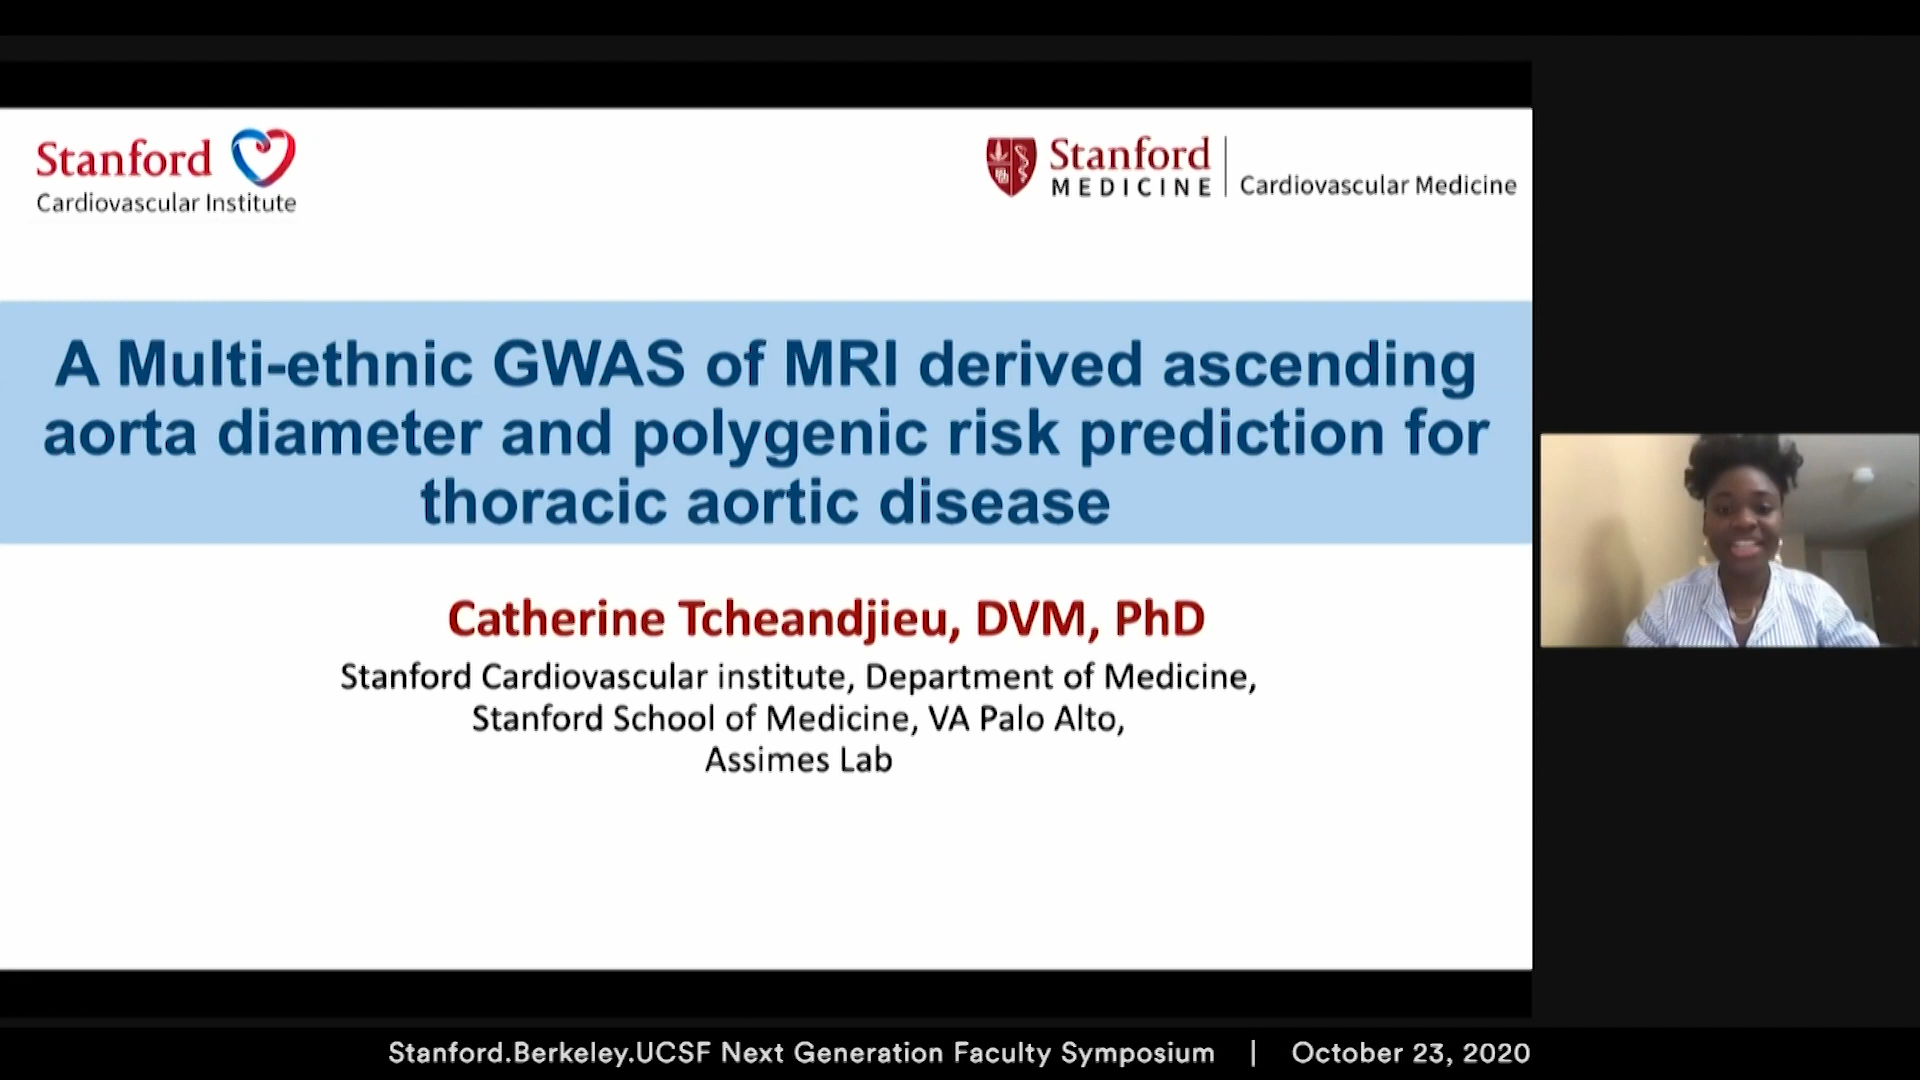 Stanford
Cardiovascular Institute
Stanford
MEDICINE
Cardiovascular Medicine
A Multi-ethnic GWAS of MRI derived ascending
aorta diameter and polygenic risk prediction for
thoracic aortic disease
Catherine Tcheandjieu, DVM, PhD
Stanford Cardiovascular institute, Department of Medicine,
Stanford School of Medicine, VA Palo Alto,
Assimes Lab
Stanford.Berkeley.UCSF Next Generation Faculty Symposium | October 23, 2020